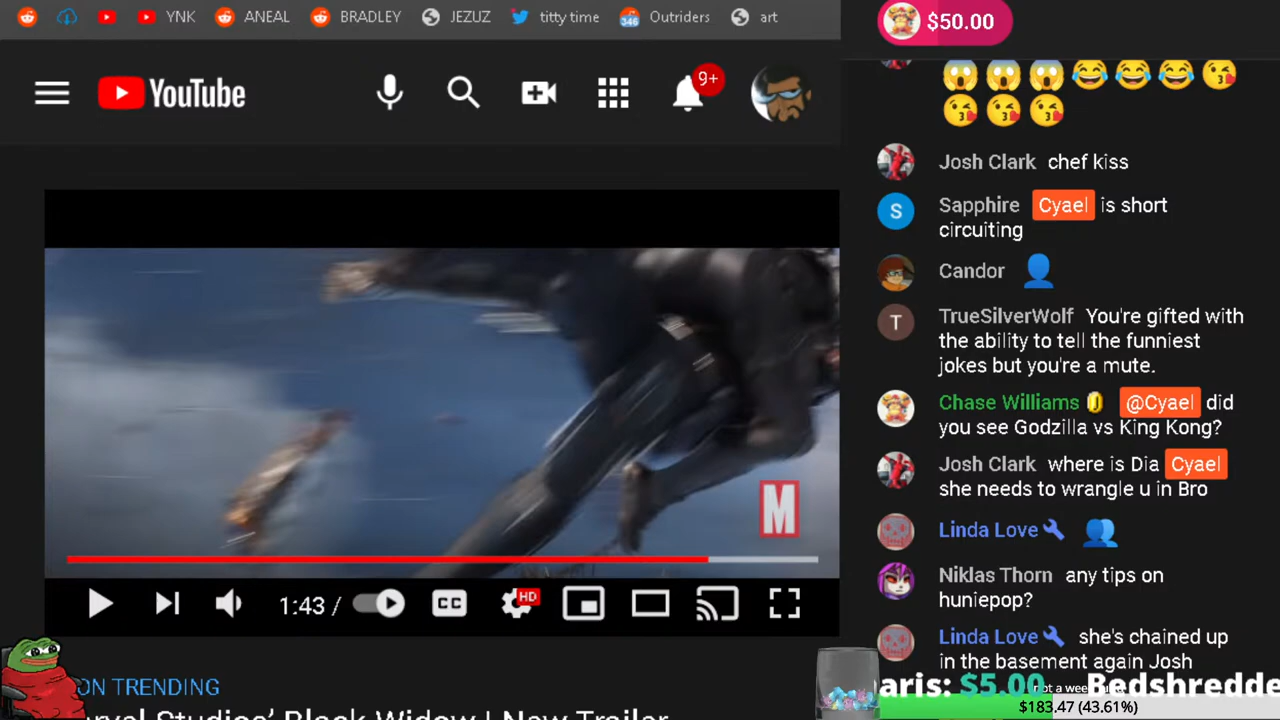 YNK ANEAL BRADLEY JEZUZ titty time 346 Outriders art
$50.00
YouTube
9+
Josh Clark chef kiss
S Sapphire Cyael is short
circuiting
Candor
T TrueSilverWolf You're gifted with
the ability to tell the funniest
jokes but you're a mute.
Chase Williams @Cyael did
you see Godzilla vs King Kong?
Josh Clark where is Dia Cyael
she needs to wrangle u in Bro
Linda Love
Niklas Thorn any tips on
huniepop?
Linda Love she's chained up
in the basement again Josh
M
1:43 / CC HD
ON TRENDING
arvel Studios' Black Widow | New Trailer
aris: $5.00 Bedshredde
$183.47 (43.61%)